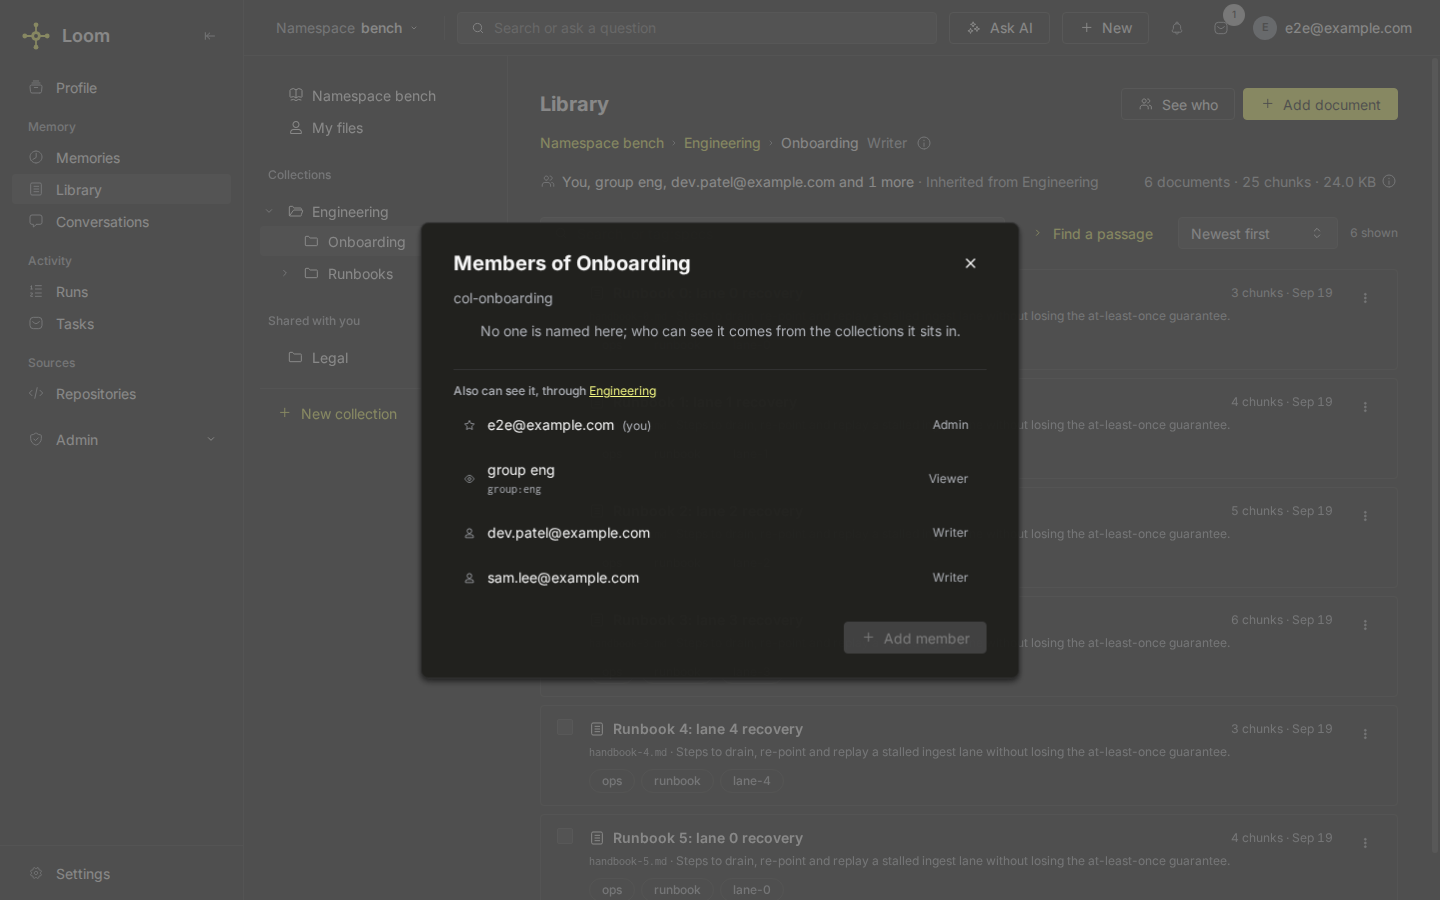 Loom
Profile
Memory
Memories
Library
Conversations
Activity
Runs
Tasks
Sources
Repositories
Admin
Settings
Namespace bench
Search or ask a question
Ask AI
New
1
E
e2e@example.com
Namespace bench
My files
Collections
Engineering
Onboarding
Runbooks
Shared with you
Legal
New collection
Library
See who
Add document
Namespace bench › Engineering › Onboarding Writer
You, group eng, dev.patel@example.com and 1 more · Inherited from Engineering
6 documents · 25 chunks · 24.0 KB
Find a passage
Newest first
6 shown
Members of Onboarding
col-onboarding
No one is named here; who can see it comes from the collections it sits in.
Also can see it, through Engineering
e2e@example.com (you) Admin
group eng
group:eng
Viewer
dev.patel@example.com Writer
sam.lee@example.com Writer
Add member
3 chunks · Sep 19
losing the at-least-once guarantee.
4 chunks · Sep 19
losing the at-least-once guarantee.
5 chunks · Sep 19
losing the at-least-once guarantee.
6 chunks · Sep 19
losing the at-least-once guarantee.
Runbook 4: lane 4 recovery
3 chunks · Sep 19
handbook-4.md · Steps to drain, re-point and replay a stalled ingest lane without losing the at-least-once guarantee.
ops runbook lane-4
Runbook 5: lane 0 recovery
4 chunks · Sep 19
handbook-5.md · Steps to drain, re-point and replay a stalled ingest lane without losing the at-least-once guarantee.
ops runbook lane-0